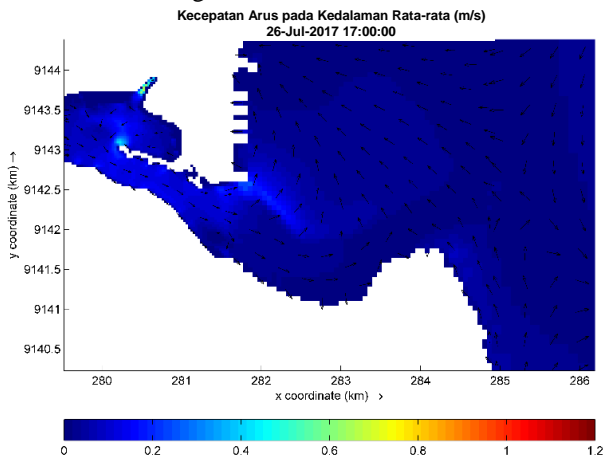 Kecepatan Arus pada Kedalaman Rata-rata (m/s)
26-Jul-2017 17:00:00
9144
9143.5
9143
9142.5
9142
9141.5
9141
9140.5
y coordinate (km) →
280 281 282 283 284 285 286
x coordinate (km) →
0 0.2 0.4 0.6 0.8 1 1.2